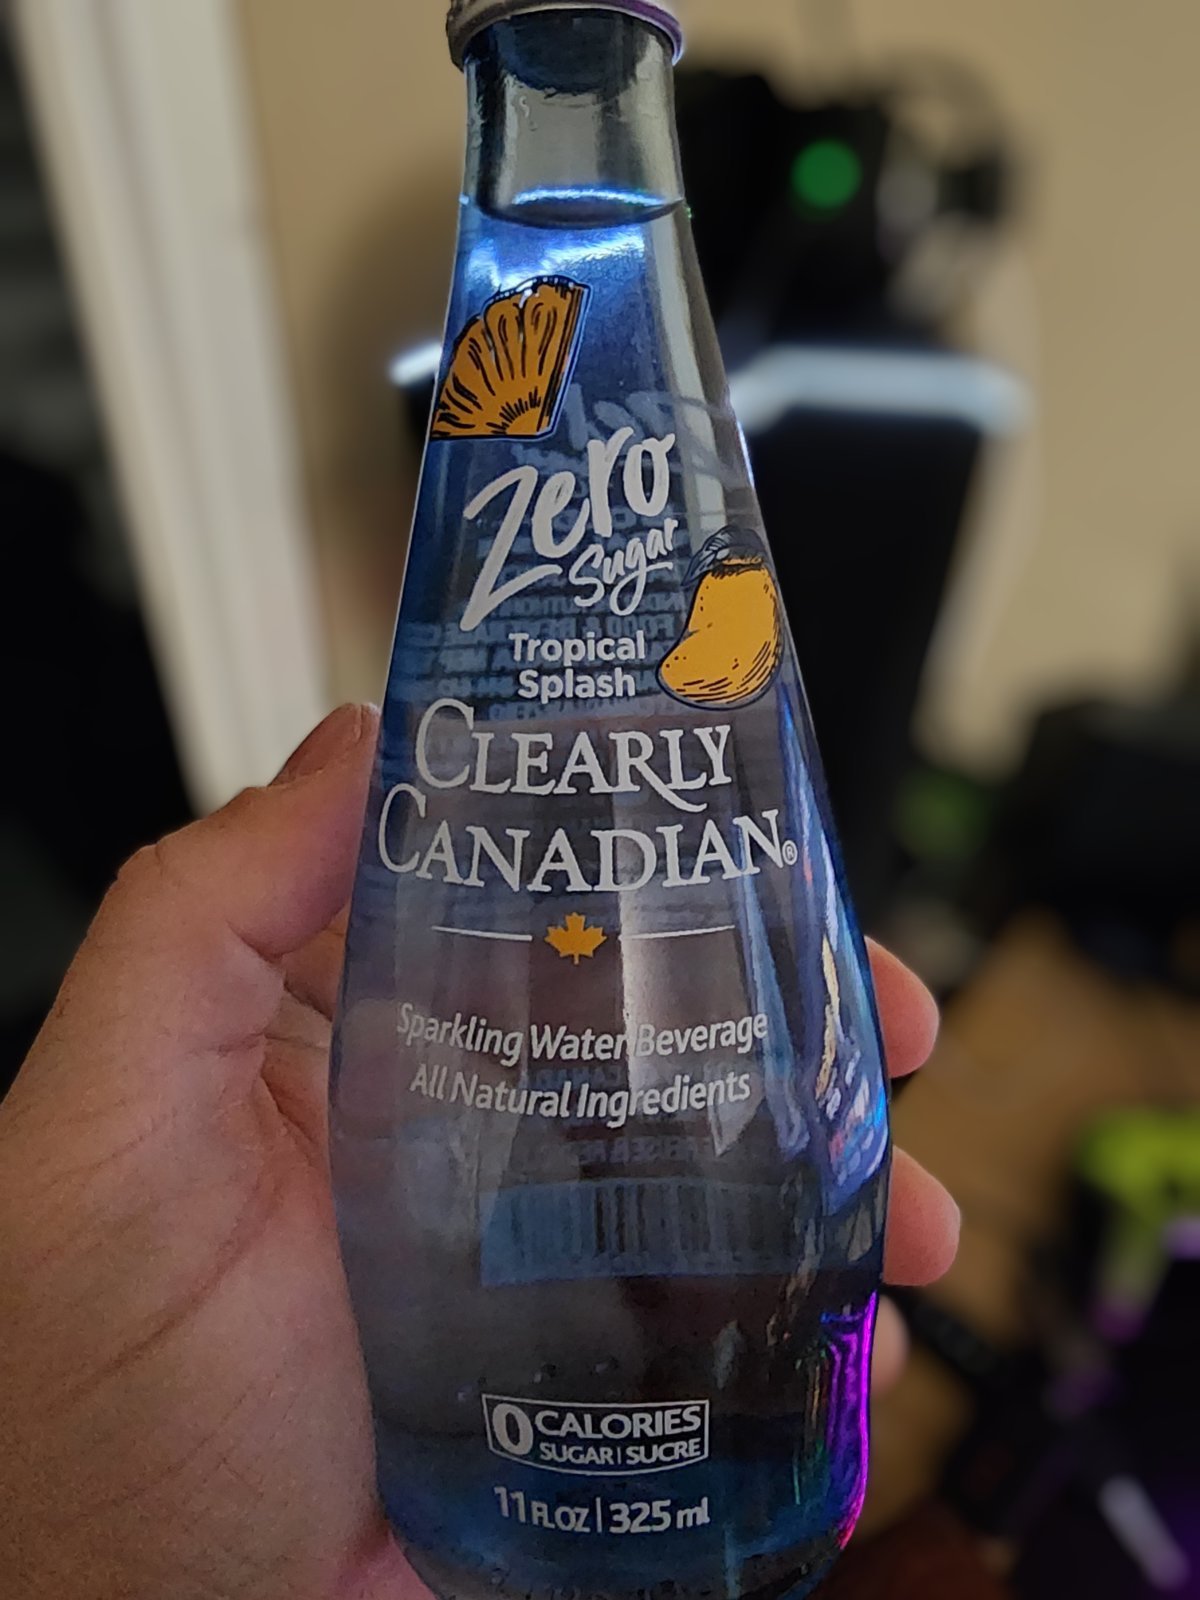 Zero
Sugar
Tropical
Splash
CLEARLY
CANADIAN®
Sparkling Water Beverage
All Natural Ingredients
0 CALORIES
SUGAR | SUCRE
11 FL OZ | 325 ml